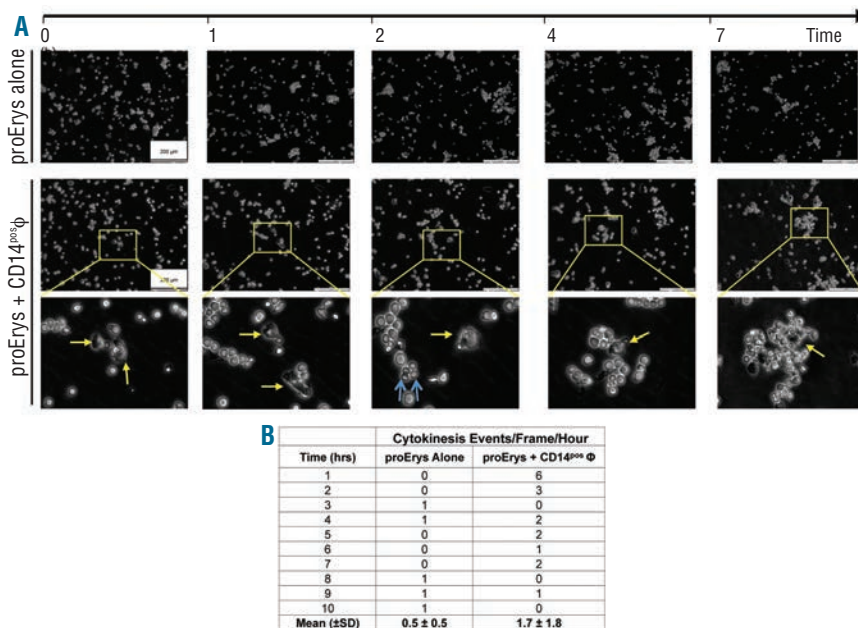 A
0 1 2 4 7 Time
proErys alone
200 µm
proErys + CD14posΦ
B
Cytokinesis Events/Frame/Hour
Time (hrs) proErys Alone proErys + CD14pos Φ
1 0 6
2 0 3
3 1 0
4 1 2
5 0 2
6 0 1
7 0 2
8 1 0
9 1 1
10 1 0
Mean (±SD) 0.5 ± 0.5 1.7 ± 1.8